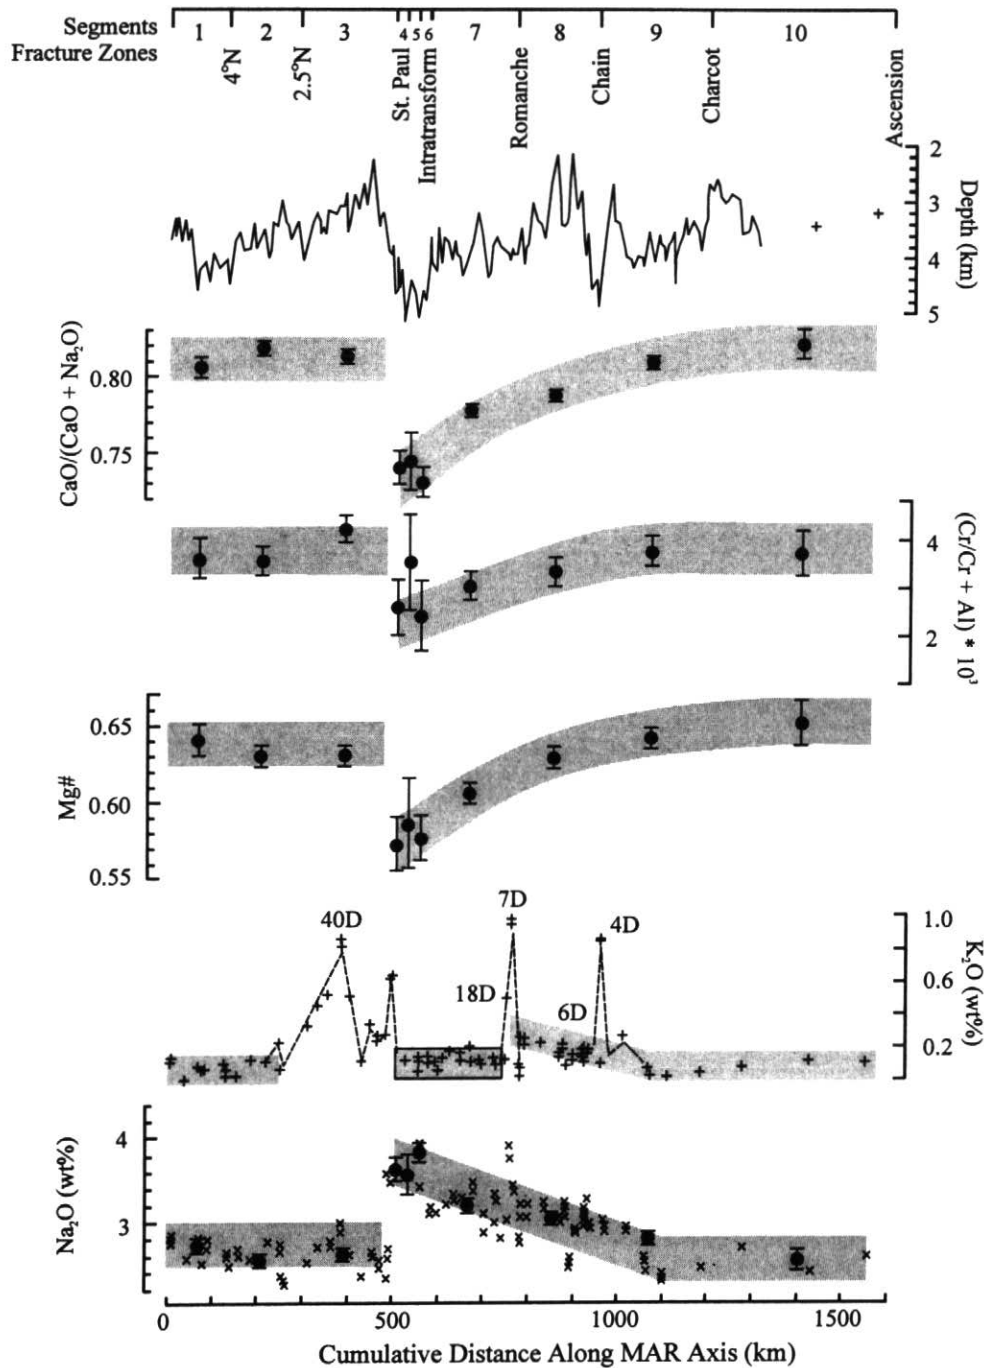 Segments 1 2 3 4 5 6 7 8 9 10
Fracture Zones
4°N
2.5°N
St. Paul
Intratransform
Romanche
Chain
Charcot
Ascension
2
3
4
5
Depth (km)
CaO/(CaO + Na₂O)
0.80
0.75
4
2
(Cr/Cr + Al) * 10³
Mg#
0.65
0.60
0.55
40D
18D
7D
6D
4D
1.0
0.6
0.2
K₂O (wt%)
Na₂O (wt%)
4
3
0 500 1000 1500
Cumulative Distance Along MAR Axis (km)